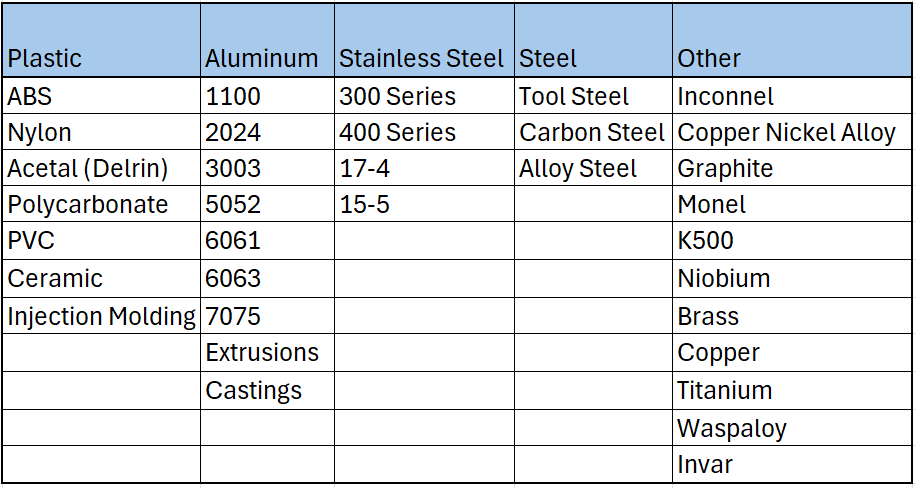 Plastic Aluminum Stainless Steel Steel Other
ABS 1100 300 Series Tool Steel Inconnel
Nylon 2024 400 Series Carbon Steel Copper Nickel Alloy
Acetal (Delrin) 3003 17-4 Alloy Steel Graphite
Polycarbonate 5052 15-5 Monel
PVC 6061 K500
Ceramic 6063 Niobium
Injection Molding 7075 Brass
Extrusions Copper
Castings Titanium
Waspaloy
Invar